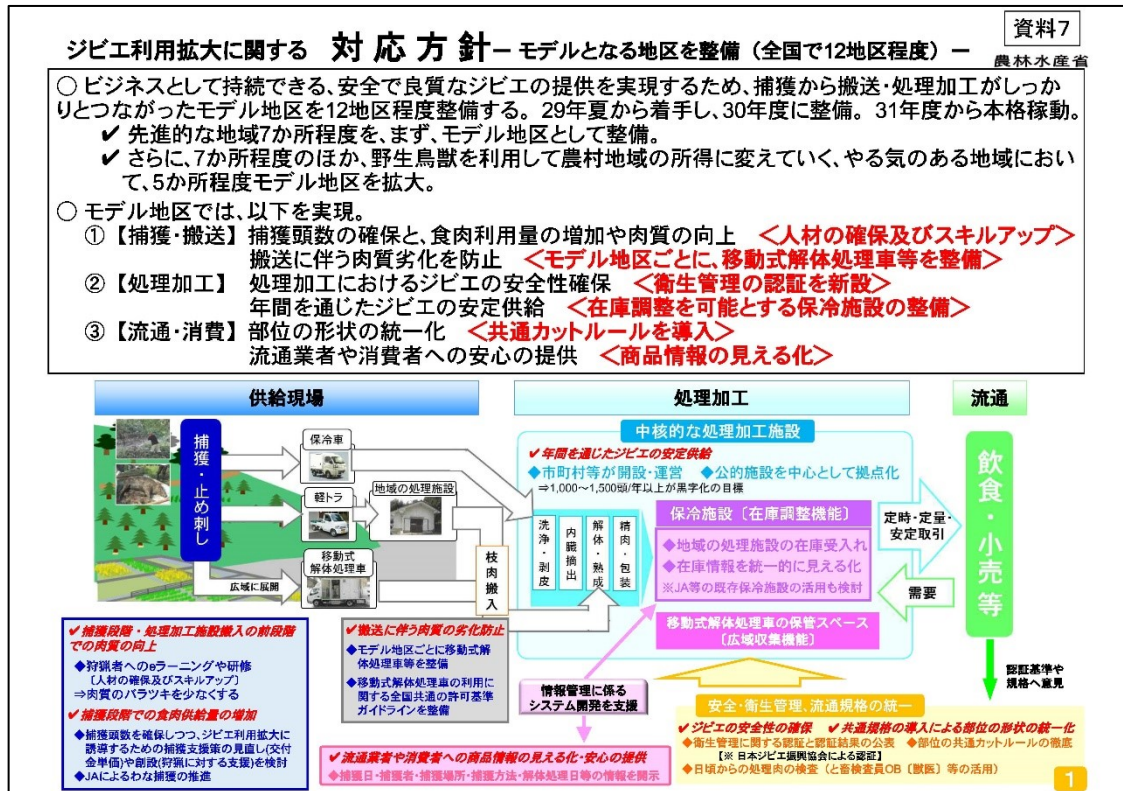 資料7
ジビエ利用拡大に関する 対応方針－ モデルとなる地区を整備（全国で12地区程度）－
農林水産省
○ ビジネスとして持続できる、安全で良質なジビエの提供を実現するため、捕獲から搬送・処理加工がしっか
りとつながったモデル地区を12地区程度整備する。29年夏から着手し、30年度に整備。31年度から本格稼動。
✔ 先進的な地域7か所程度を、まず、モデル地区として整備。
✔ さらに、7か所程度のほか、野生鳥獣を利用して農村地域の所得に変えていく、やる気のある地域におい
て、5か所程度モデル地区を拡大。
○ モデル地区では、以下を実現。
①【捕獲・搬送】 捕獲頭数の確保と、食肉利用量の増加や肉質の向上 ＜人材の確保及びスキルアップ＞
搬送に伴う肉質劣化を防止 ＜モデル地区ごとに、移動式解体処理車等を整備＞
②【処理加工】 処理加工におけるジビエの安全性確保 ＜衛生管理の認証を新設＞
年間を通じたジビエの安定供給 ＜在庫調整を可能とする保冷施設の整備＞
③【流通・消費】 部位の形状の統一化 ＜共通カットルールを導入＞
流通業者や消費者への安心の提供 ＜商品情報の見える化＞
供給現場
処理加工
流通
捕獲・止め刺し
保冷車
軽トラ
地域の処理施設
移動式
解体処理車
広域に展開
枝肉搬入
中核的な処理加工施設
✔年間を通じたジビエの安定供給
◆市町村等が開設・運営 ◆公的施設を中心として拠点化
⇒1,000～1,500頭/年以上が黒字化の目標
洗浄・剥皮
内臓摘出
解体・熟成
精肉・包装
保冷施設〔在庫調整機能〕
◆地域の処理施設の在庫受入れ
◆在庫情報を統一的に見える化
※JA等の既存保冷施設の活用も検討
移動式解体処理車の保管スペース
〔広域収集機能〕
定時・定量・
安定取引
需要
飲食・小売等
認証基準や
規格へ意見
✔捕獲段階・処理加工施設搬入の前段階
での肉質の向上
◆狩猟者へのeラーニングや研修
〔人材の確保及びスキルアップ〕
⇒肉質のバラツキを少なくする
✔捕獲段階での食肉供給量の増加
◆捕獲頭数を確保しつつ、ジビエ利用拡大に
誘導するための捕獲支援策の見直し(交付
金単価)や創設(狩猟に対する支援)を検討
◆JAによるわな捕獲の推進
✔搬送に伴う肉質の劣化防止
◆モデル地区ごとに移動式解
体処理車等を整備
◆移動式解体処理車の利用に
関する全国共通の許可基準
ガイドラインを整備
情報管理に係る
システム開発を支援
✔流通業者や消費者への商品情報の見える化・安心の提供
◆捕獲日・捕獲者・捕獲場所・捕獲方法・解体処理日等の情報を開示
安全・衛生管理、流通規格の統一
✔ジビエの安全性の確保 ✔共通規格の導入による部位の形状の統一化
◆衛生管理に関する認証と認証結果の公表 ◆部位の共通カットルールの徹底
【※ 日本ジビエ振興協会による認証】
◆日頃からの処理肉の検査（と畜検査員OB〔獣医〕等の活用）
1